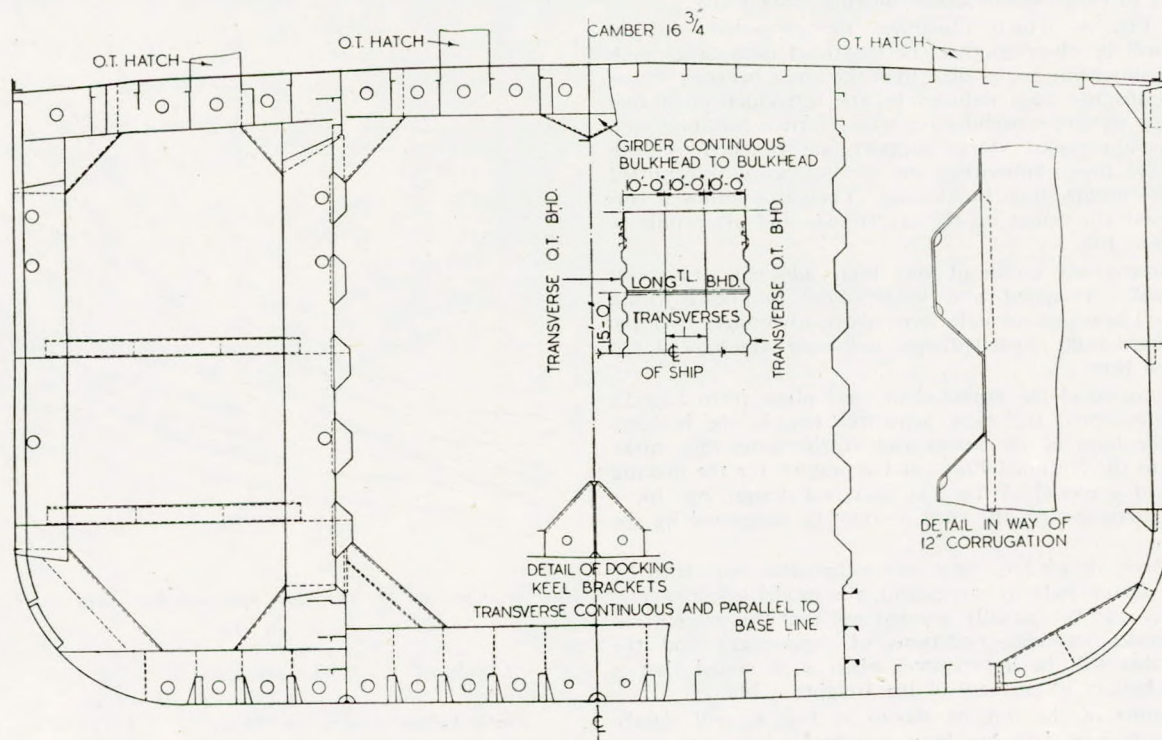 CAMBER 16 3/4"
O.T. HATCH
O.T. HATCH
O.T. HATCH
GIRDER CONTINUOUS
BULKHEAD TO BULKHEAD
10'-0" 10'-0" 10'-0"
TRANSVERSE O.T. BHD.
LONGTL BHD.
TRANSVERSES
15'-0"
℄
OF SHIP
TRANSVERSE O.T. BHD.
DETAIL IN WAY OF
12" CORRUGATION
DETAIL OF DOCKING
KEEL BRACKETS
TRANSVERSE CONTINUOUS AND PARALLEL TO
BASE LINE
℄